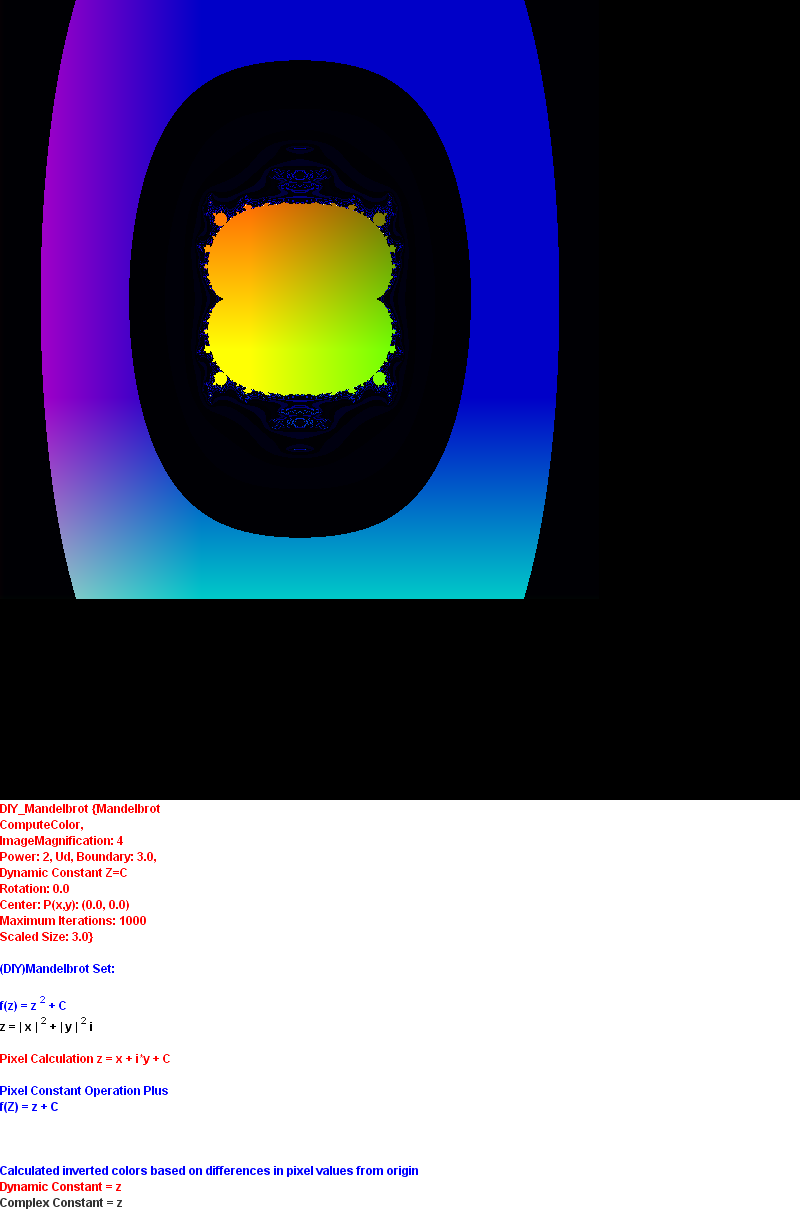 DIY_Mandelbrot {Mandelbrot
ComputeColor,
ImageMagnification: 4
Power: 2, Ud, Boundary: 3.0,
Dynamic Constant Z=C
Rotation: 0.0
Center: P(x,y): (0.0, 0.0)
Maximum Iterations: 1000
Scaled Size: 3.0}
(DIY)Mandelbrot Set:
f(z) = z 2 + C
z = | x | 2 + | y | 2 i
Pixel Calculation z = x + i*y + C
Pixel Constant Operation Plus
f(Z) = z + C
Calculated inverted colors based on differences in pixel values from origin
Dynamic Constant = z
Complex Constant = z